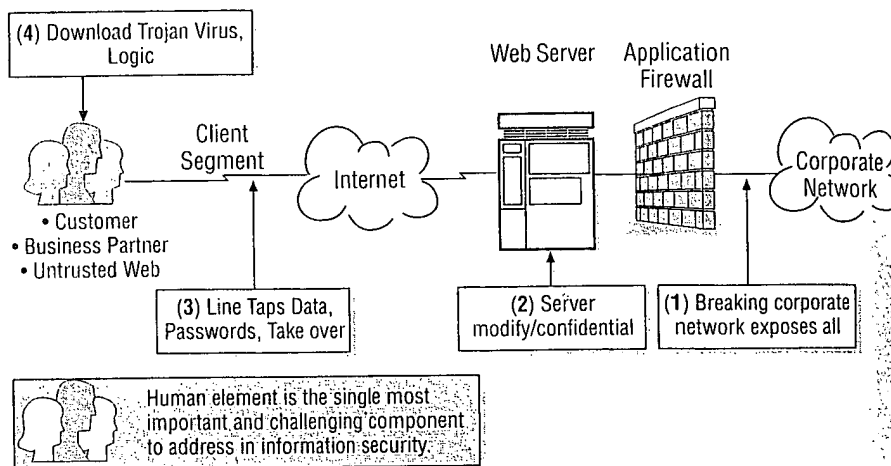 (4) Download Trojan Virus,
Logic
Web Server
Application
Firewall
Client
Segment
Internet
Corporate
Network
• Customer
• Business Partner
• Untrusted Web
(3) Line Taps Data,
Passwords, Take over
(2) Server
modify/confidential
(1) Breaking corporate
network exposes all
Human element is the single most
important and challenging component
to address in information security.